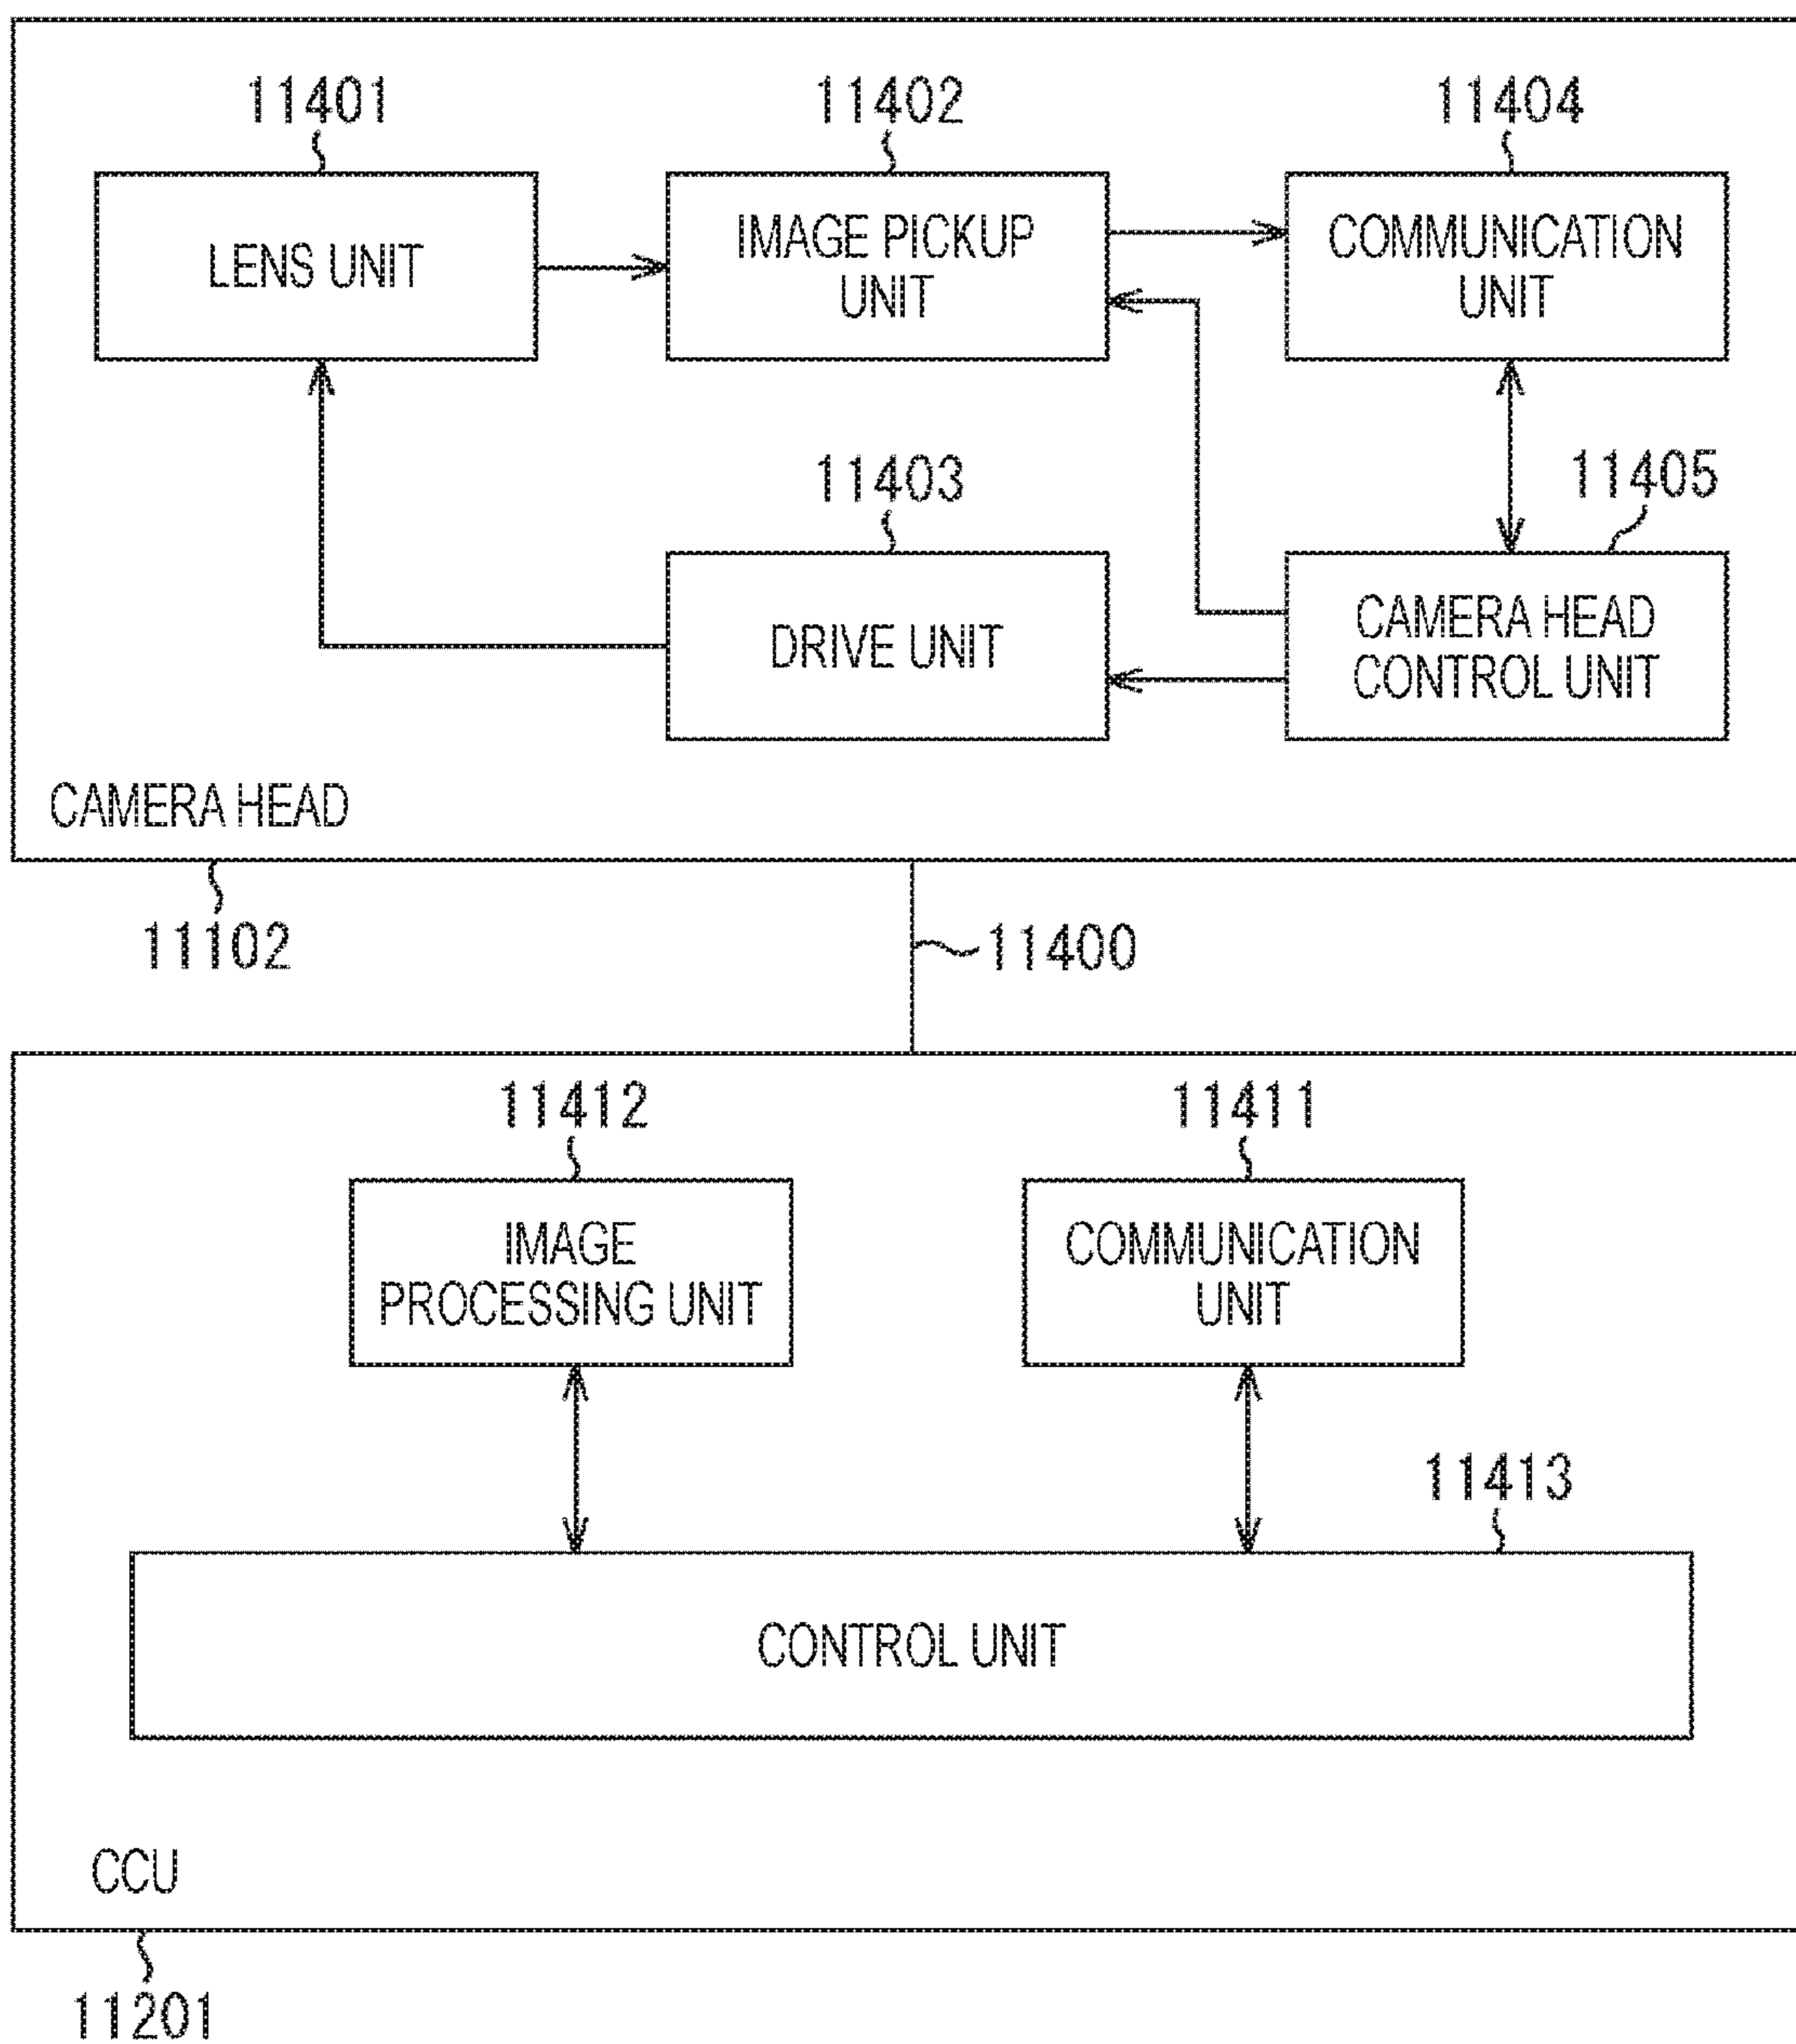 11401
11402
11404
LENS UNIT
IMAGE PICKUP
UNIT
COMMUNICATION
UNIT
11403
11405
DRIVE UNIT
CAMERA HEAD
CONTROL UNIT
CAMERA HEAD
11102
11400
11412
11411
IMAGE
PROCESSING UNIT
COMMUNICATION
UNIT
11413
CONTROL UNIT
CCU
11201